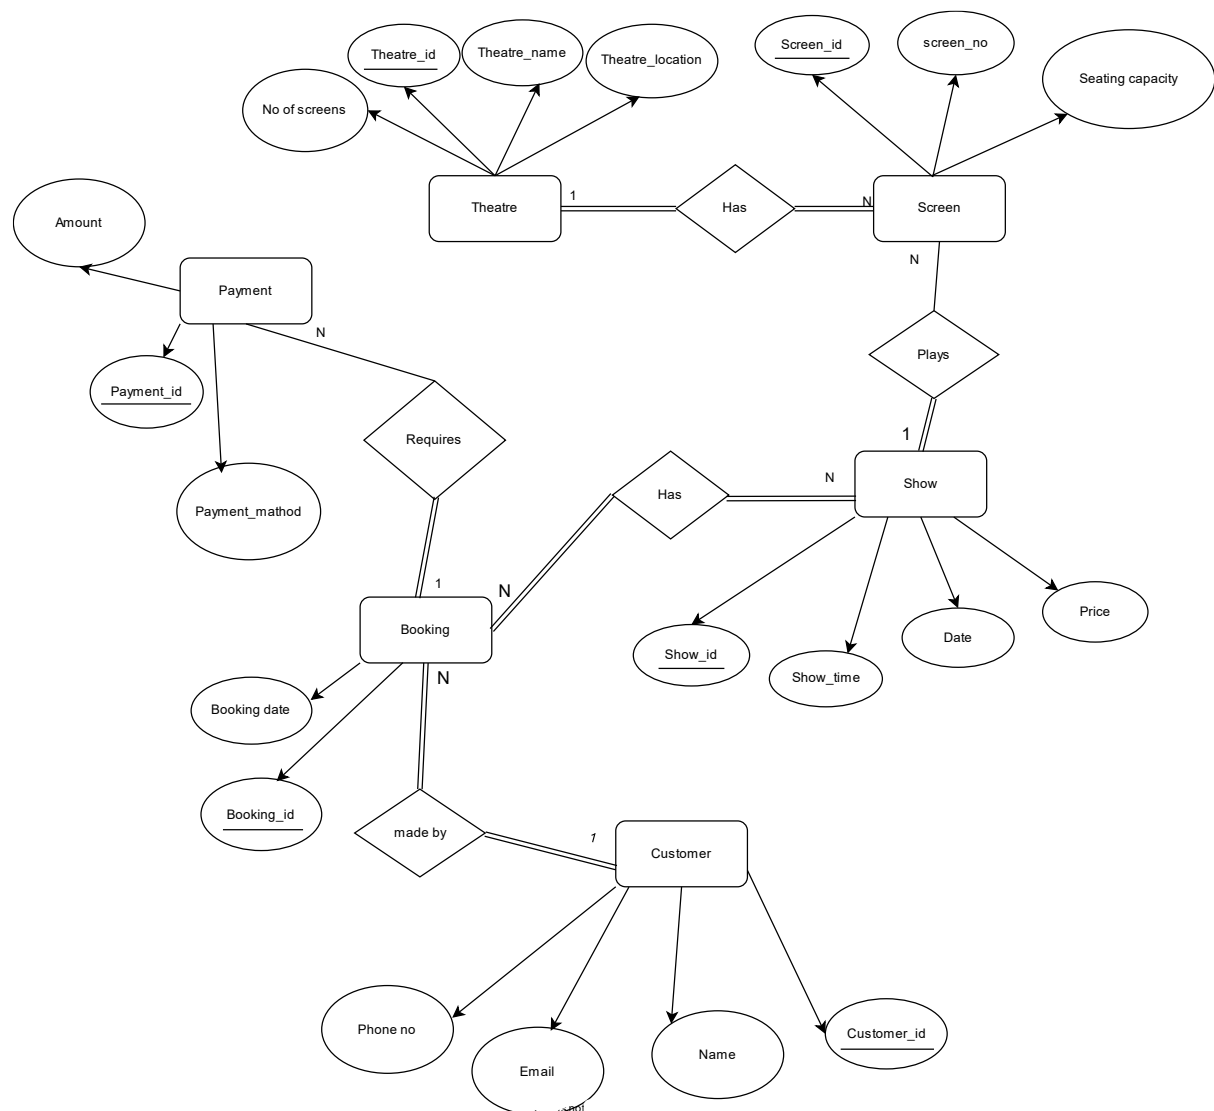 Theatre_id
Theatre_name
Theatre_location
No of screens
Screen_id
screen_no
Seating capacity
Theatre
1
Has
N
Screen
Amount
Payment
N
N
Plays
Payment_id
Requires
1
Payment_mathod
Has
N
Show
1
N
Booking
N
Show_id
Show_time
Date
Price
Booking date
Booking_id
made by
1
Customer
Phone no
Email
Name
Customer_id